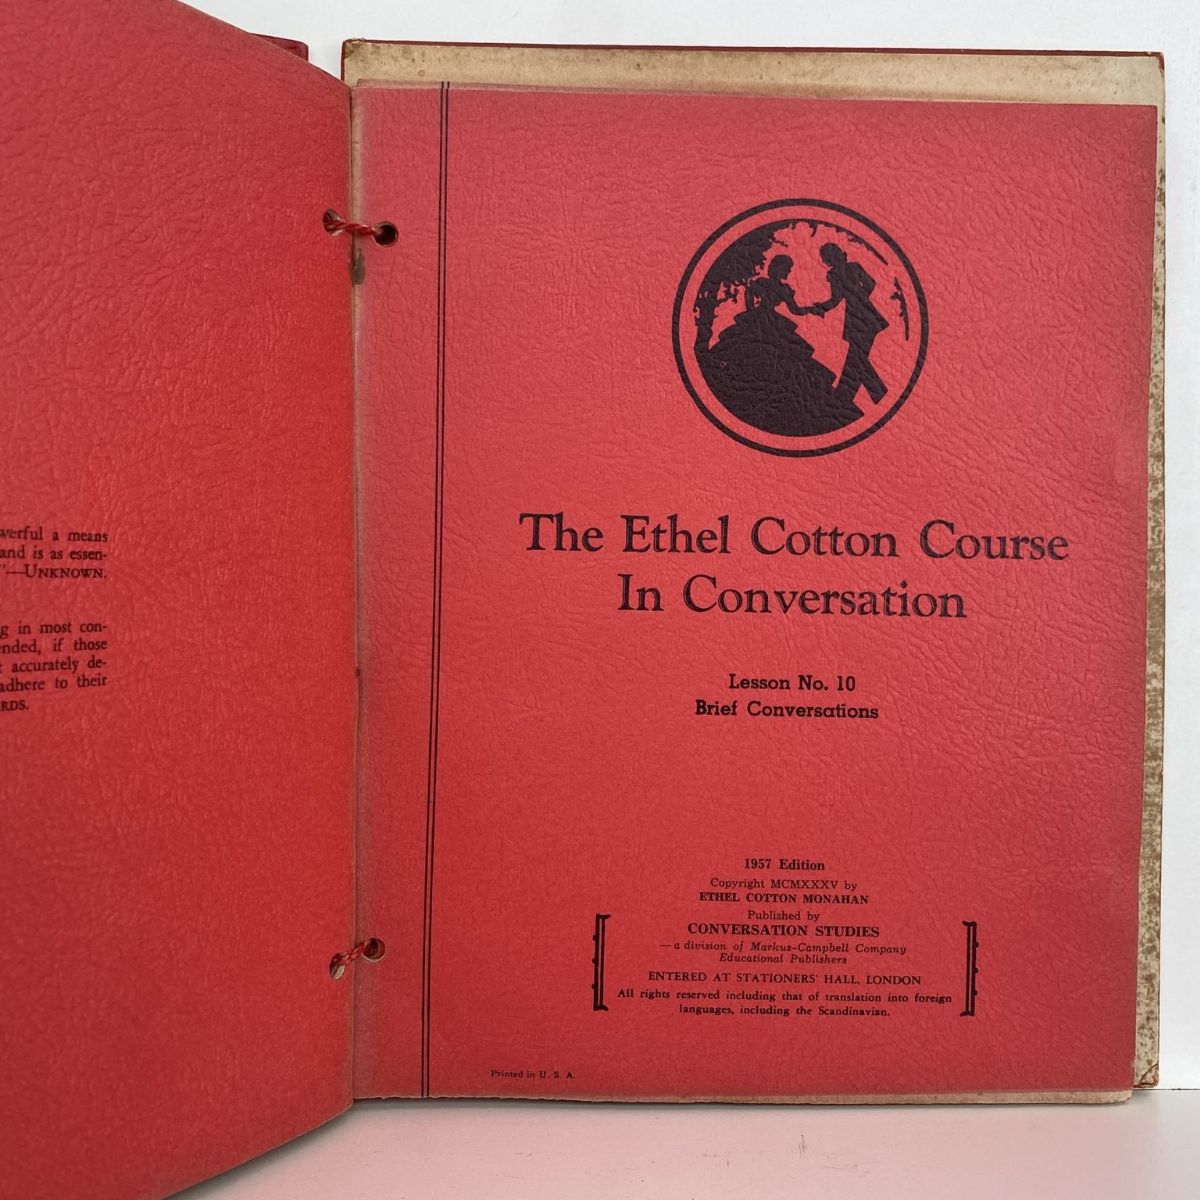 werful a means
and is as essen-
"—UNKNOWN.
g in most con-
ended, if those
accurately de-
adhere to their
RDS.
The Ethel Cotton Course
In Conversation
Lesson No. 10
Brief Conversations
1957 Edition
Copyright MCMXXXV by
ETHEL COTTON MONAHAN
Published by
CONVERSATION STUDIES
—a division of Markus-Campbell Company
Educational Publishers
ENTERED AT STATIONERS' HALL, LONDON
All rights reserved including that of translation into foreign
languages, including the Scandinavian.
Printed in U. S. A.